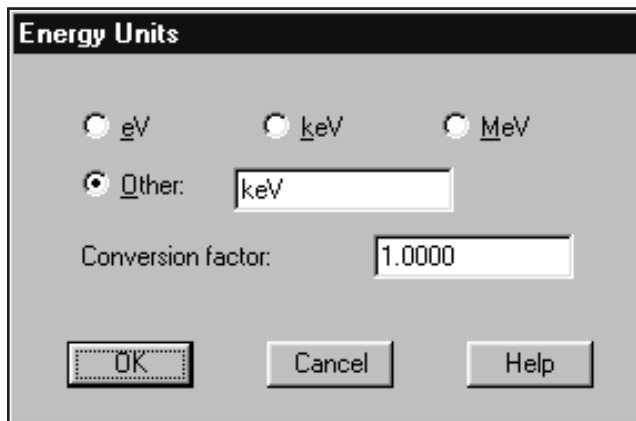 Energy Units
eV keV MeV
Other: keV
Conversion factor: 1.0000
OK Cancel Help